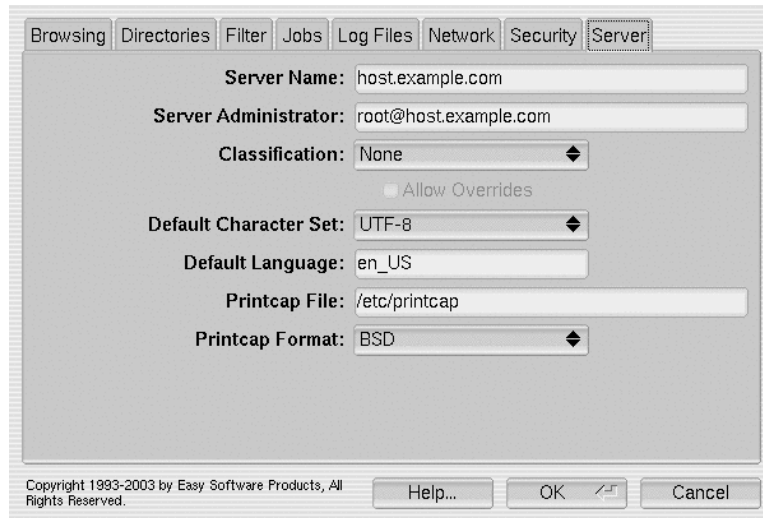 Browsing Directories Filter Jobs Log Files Network Security Server
Server Name: host.example.com
Server Administrator: root@host.example.com
Classification: None
Allow Overrides
Default Character Set: UTF-8
Default Language: en_US
Printcap File: /etc/printcap
Printcap Format: BSD
Copyright 1993-2003 by Easy Software Products, All
Rights Reserved.
Help... OK Cancel